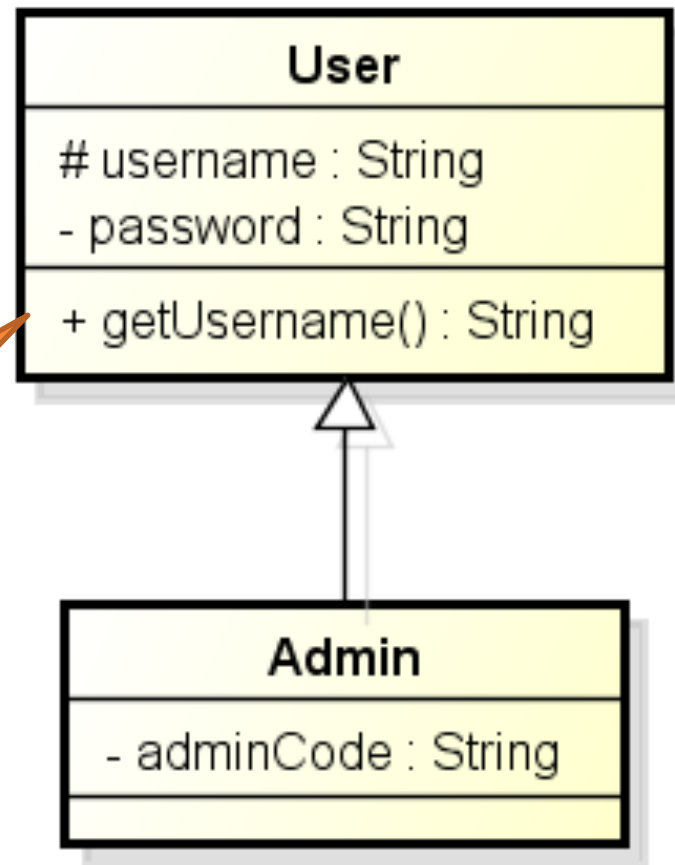 User
# username : String
- password : String
+ getUsername() : String
Admin
- adminCode : String